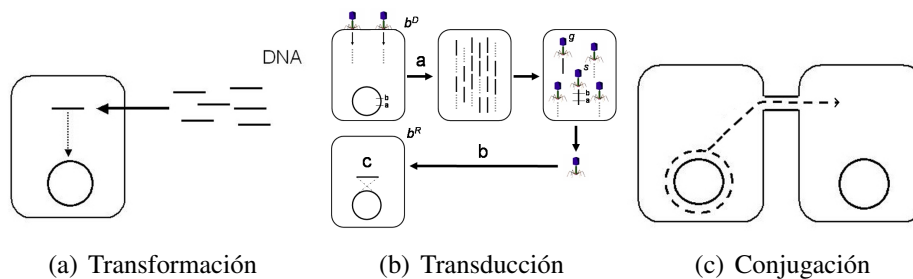 DNA
b^D
a
b
a
g
s
b
a
b^R
b
c
(a) Transformación
(b) Transducción
(c) Conjugación